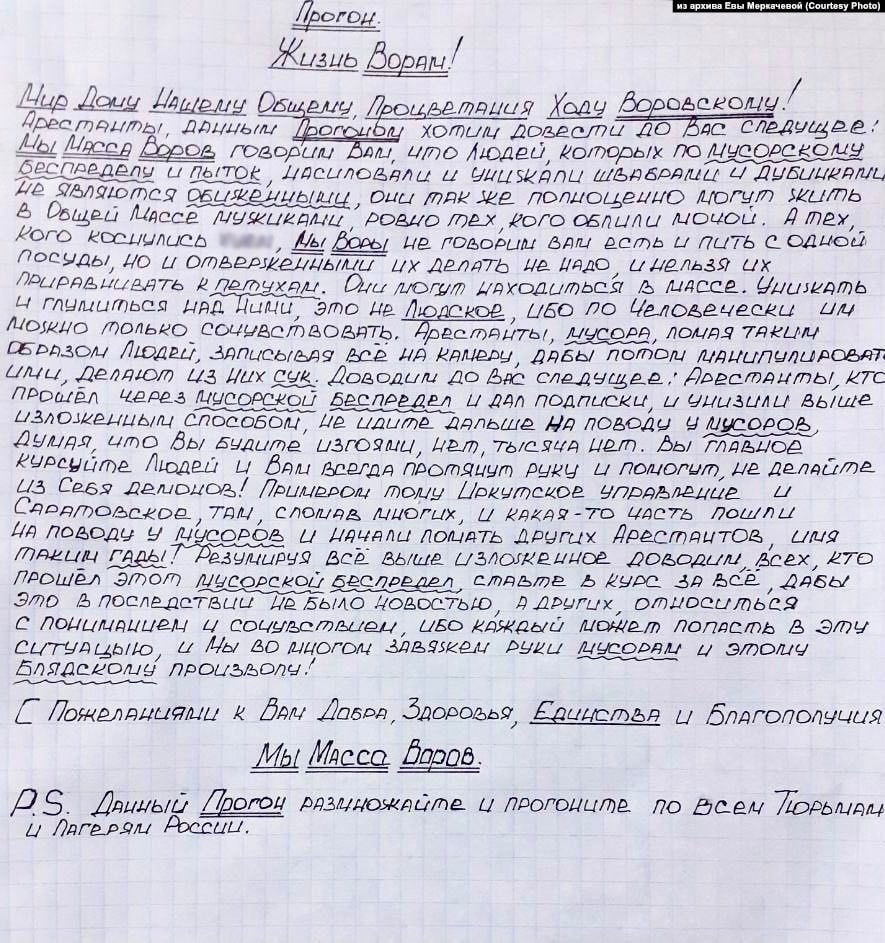 из архива Евы Меркачевой (Courtesy Photo)
Прогон.
Жизнь Ворам!
Мир Дому Нашему Общему, Процветания Ходу Воровскому!
Арестанты, данным Прогоном хотим довести до Вас следущее:
Мы Масса Воров говорим Вам, что Людей, которых по мусорскому
беспределу и пыток, насиловали и унижали швабрами и дубинками
не являются обиженными, они так же полноценно могут жить
в Общей Массе мужиками, ровно тех, кого облили мочой. А тех,
кого коснулись, Мы Воры не говорим вам есть и пить с одной
посуды, но и отверженными их делать не надо, и нельзя их
приравнивать к петухам. Они могут находиться в массе. Унижать
и глумиться над ними, это не Людское, ибо по Человечески им
можно только сочувствовать. Арестанты, мусора, ломая таким
образом Людей, записывая всё на камеру, дабы потом манипулироват
ими, делают из них сук. Доводим до Вас следущее: Арестанты, кто
прошёл через мусорской беспредел и дал подписки, и унизили выше
изложенным способом, не идите дальше на поводу у мусоров,
думая, что Вы будите изгоями, нет, тысяча нет. Вы главное
курсуйте Людей и Вам всегда протянут руку и помогут, не делайте
из Себя демонов! Примером тому Иркутское управление и
Саратовское, там, сломав многих, и какая-то часть пошли
на поводу у мусоров и начали ломать других Арестантов, имя
таким гады! Резумируя всё выше изложенное доводим, всех, кто
прошёл этот мусорской беспредел, ставте в курс за всё, дабы
это в последствии не было новостью, а других, относиться
с пониманием и сочувствием, ибо каждый может попасть в эту
ситуацыю, и Мы во многом завяжем руки мусорам и этому
блядскому произволу!
С Пожеланиями к Вам Добра, Здоровья, Единства и Благополучия
Мы Масса Воров.
P.S. Данный Прогон размножайте и прогоните по всем Тюрьмам
и Лагерям России.